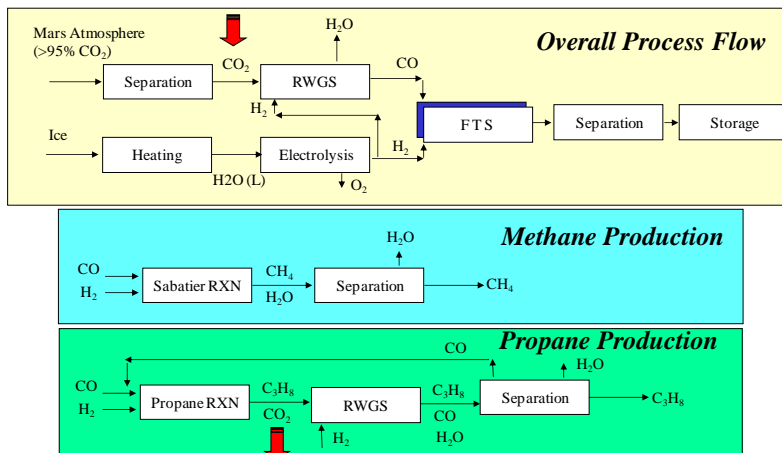 Overall Process Flow
Mars Atmosphere
(>95% CO₂)
Separation
CO₂
RWGS
H₂O
CO
H₂
Ice
Heating
H2O (L)
Electrolysis
O₂
H₂
FTS
Separation
Storage
Methane Production
CO
H₂
Sabatier RXN
CH₄
H₂O
Separation
H₂O
CH₄
Propane Production
CO
CO
H₂
Propane RXN
C₃H₈
CO₂
RWGS
H₂
C₃H₈
CO
H₂O
Separation
H₂O
C₃H₈